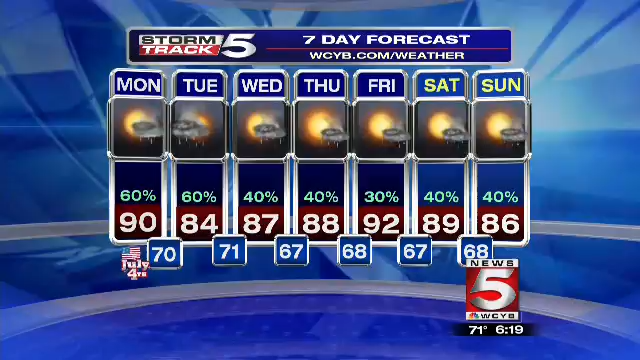 STORM TRACK 5
7 DAY FORECAST
WCYB.COM/WEATHER
MON TUE WED THU FRI SAT SUN
60% 60% 40% 40% 30% 40% 40%
90 84 87 88 92 89 86
July 4TH
70 71 67 68 67 68
NEWS
5
WCYB
71° 6:19